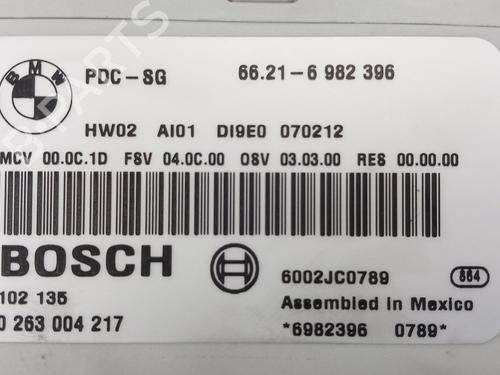 BMW PDC-SG 66.21-6 982 396
HW02 AI01 DI9E0 070212
MCV 00.0C.1D FSV 04.0C.00 OSV 03.03.00 RES 00.00.00
BOSCH 6002JC0789 864
102 135 Assembled in Mexico
0 263 004 217 *6982396 0789*